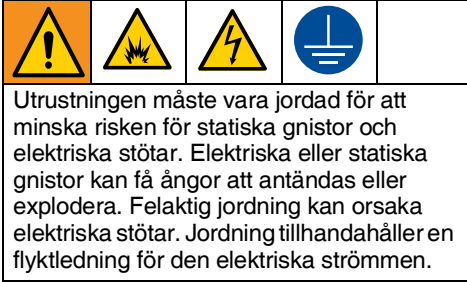 Utrustningen måste vara jordad för att
minska risken för statiska gnistor och
elektriska stötar. Elektriska eller statiska
gnistor kan få ångor att antändas eller
explodera. Felaktig jordning kan orsaka
elektriska stötar. Jordning tillhandahåller en
flyktledning för den elektriska strömmen.